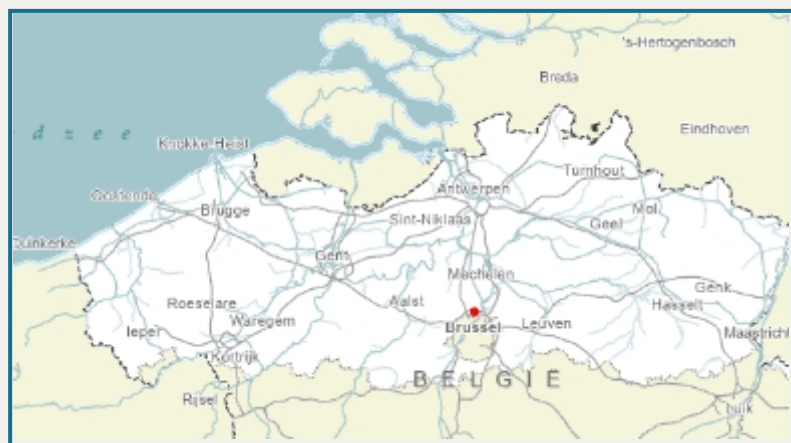 's-Hertogenbosch
Breda
dzee
Eindhoven
Knokke-Heist
Turnhout
Antwerpen
Oostende
Mol
Brugge
Sint-Niklaas
Geel
Duinkerke
Gent
Mechelen
Genk
Roeselare
Aalst
Hasselt
Waregem
Ieper
Brussel
Leuven
Maastricht
Kortrijk
BELGIË
Rijsel
Luik